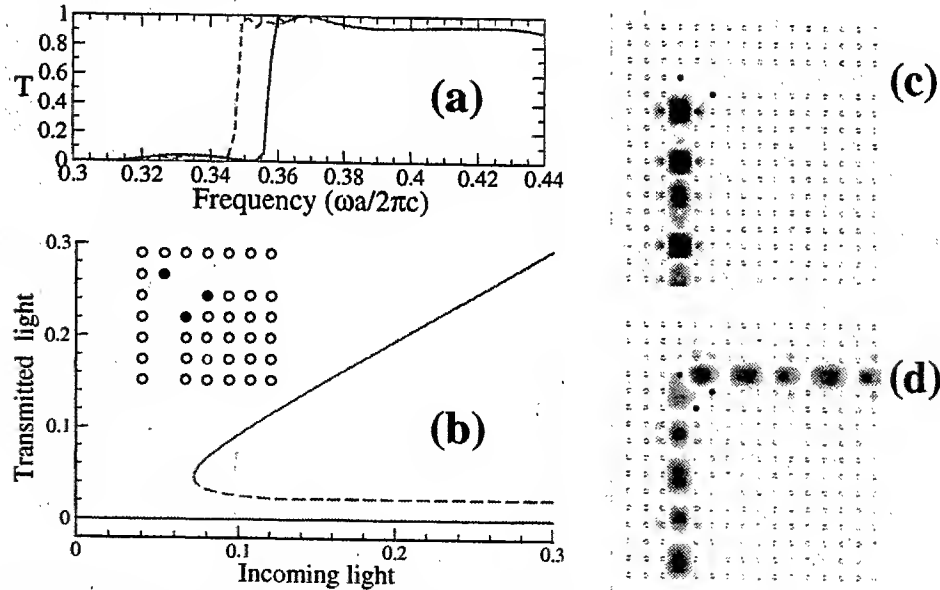 1
0.8
0.6
T
0.4
0.2
0
(a)
0.3 0.32 0.34 0.36 0.38 0.4 0.42 0.44
Frequency (ωa/2πc)
0.3
0.2
0.1
0
Transmitted light
(b)
0 0.1 0.2 0.3
Incoming light
(c)
(d)